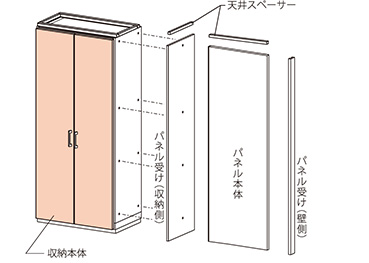 天井スペーサー
パネル受け（収納側）
パネル本体
パネル受け（壁側）
収納本体